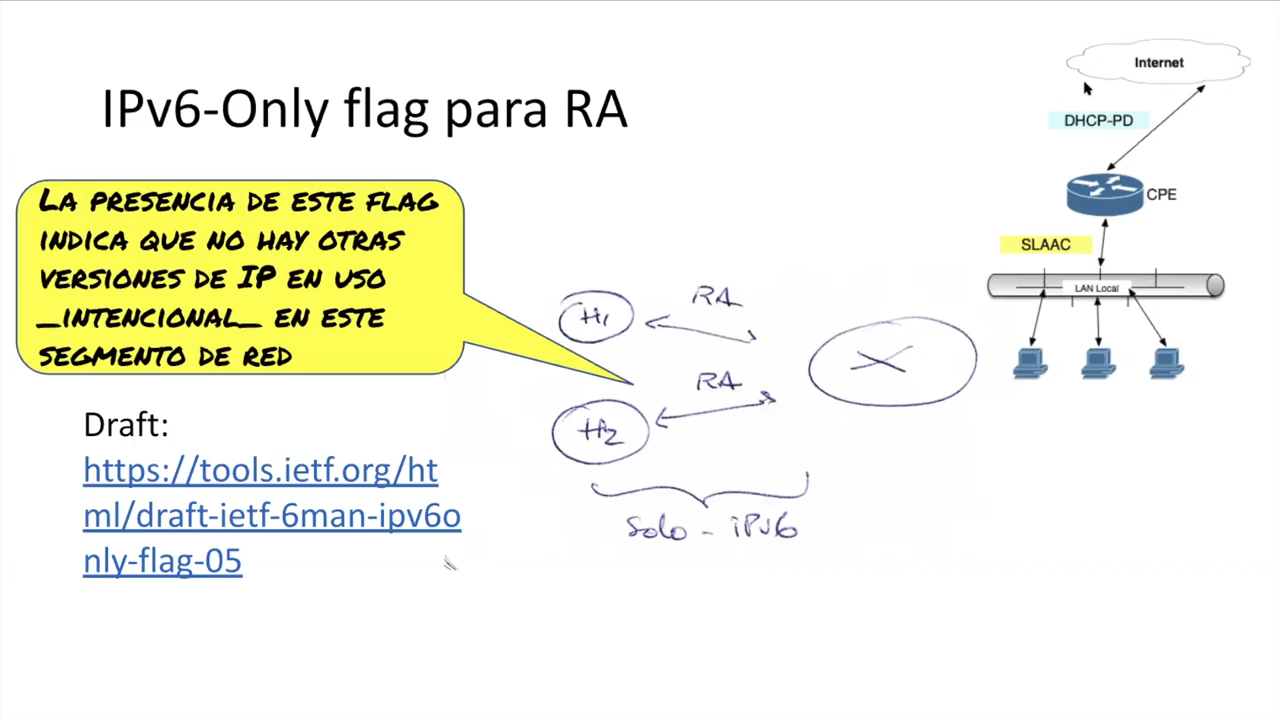 IPv6-Only flag para RA
La presencia de este flag
indica que no hay otras
versiones de IP en uso
_intencional_ en este
segmento de red
Draft:
https://tools.ietf.org/ht
ml/draft-ietf-6man-ipv6o
nly-flag-05
H1
RA
RA
H2
Solo - iPv6
Internet
DHCP-PD
CPE
SLAAC
LAN Local